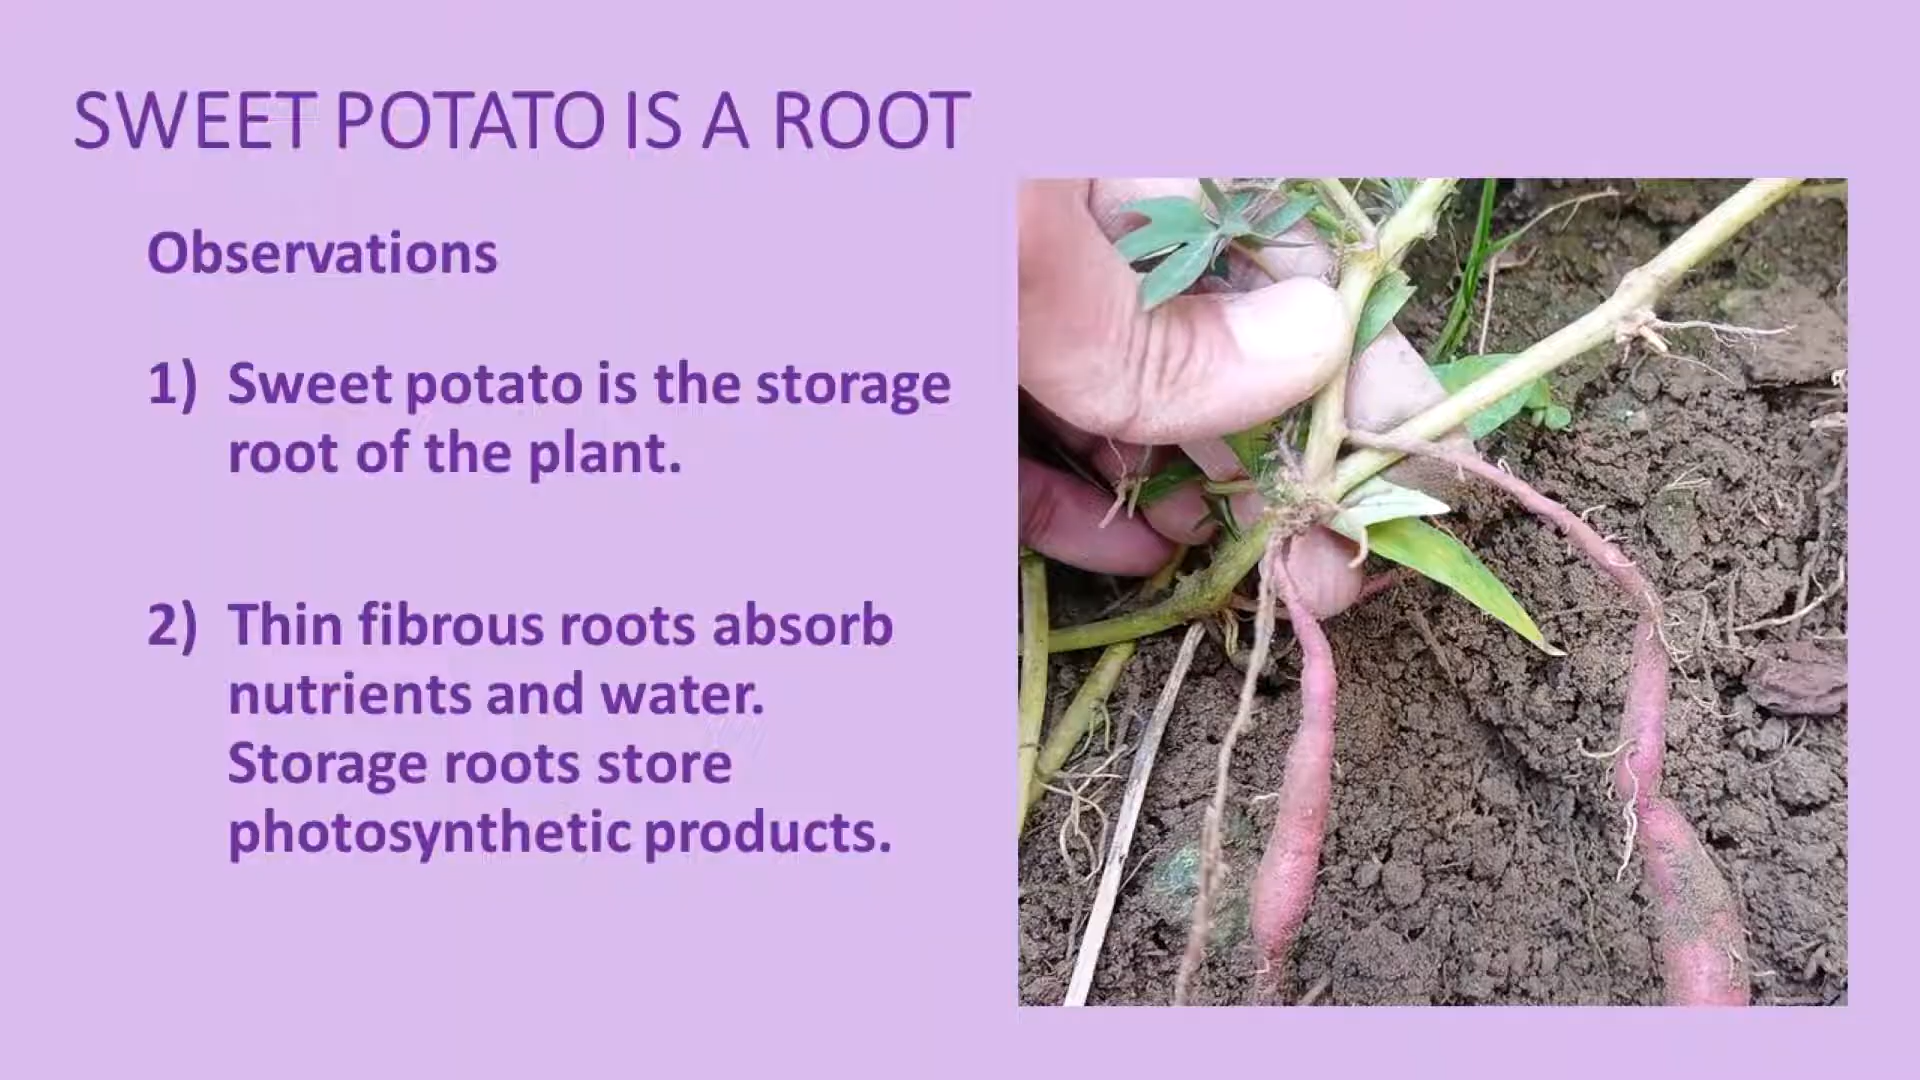 SWEET POTATO IS A ROOT
Observations
1) Sweet potato is the storage
root of the plant.
2) Thin fibrous roots absorb
nutrients and water.
Storage roots store
photosynthetic products.